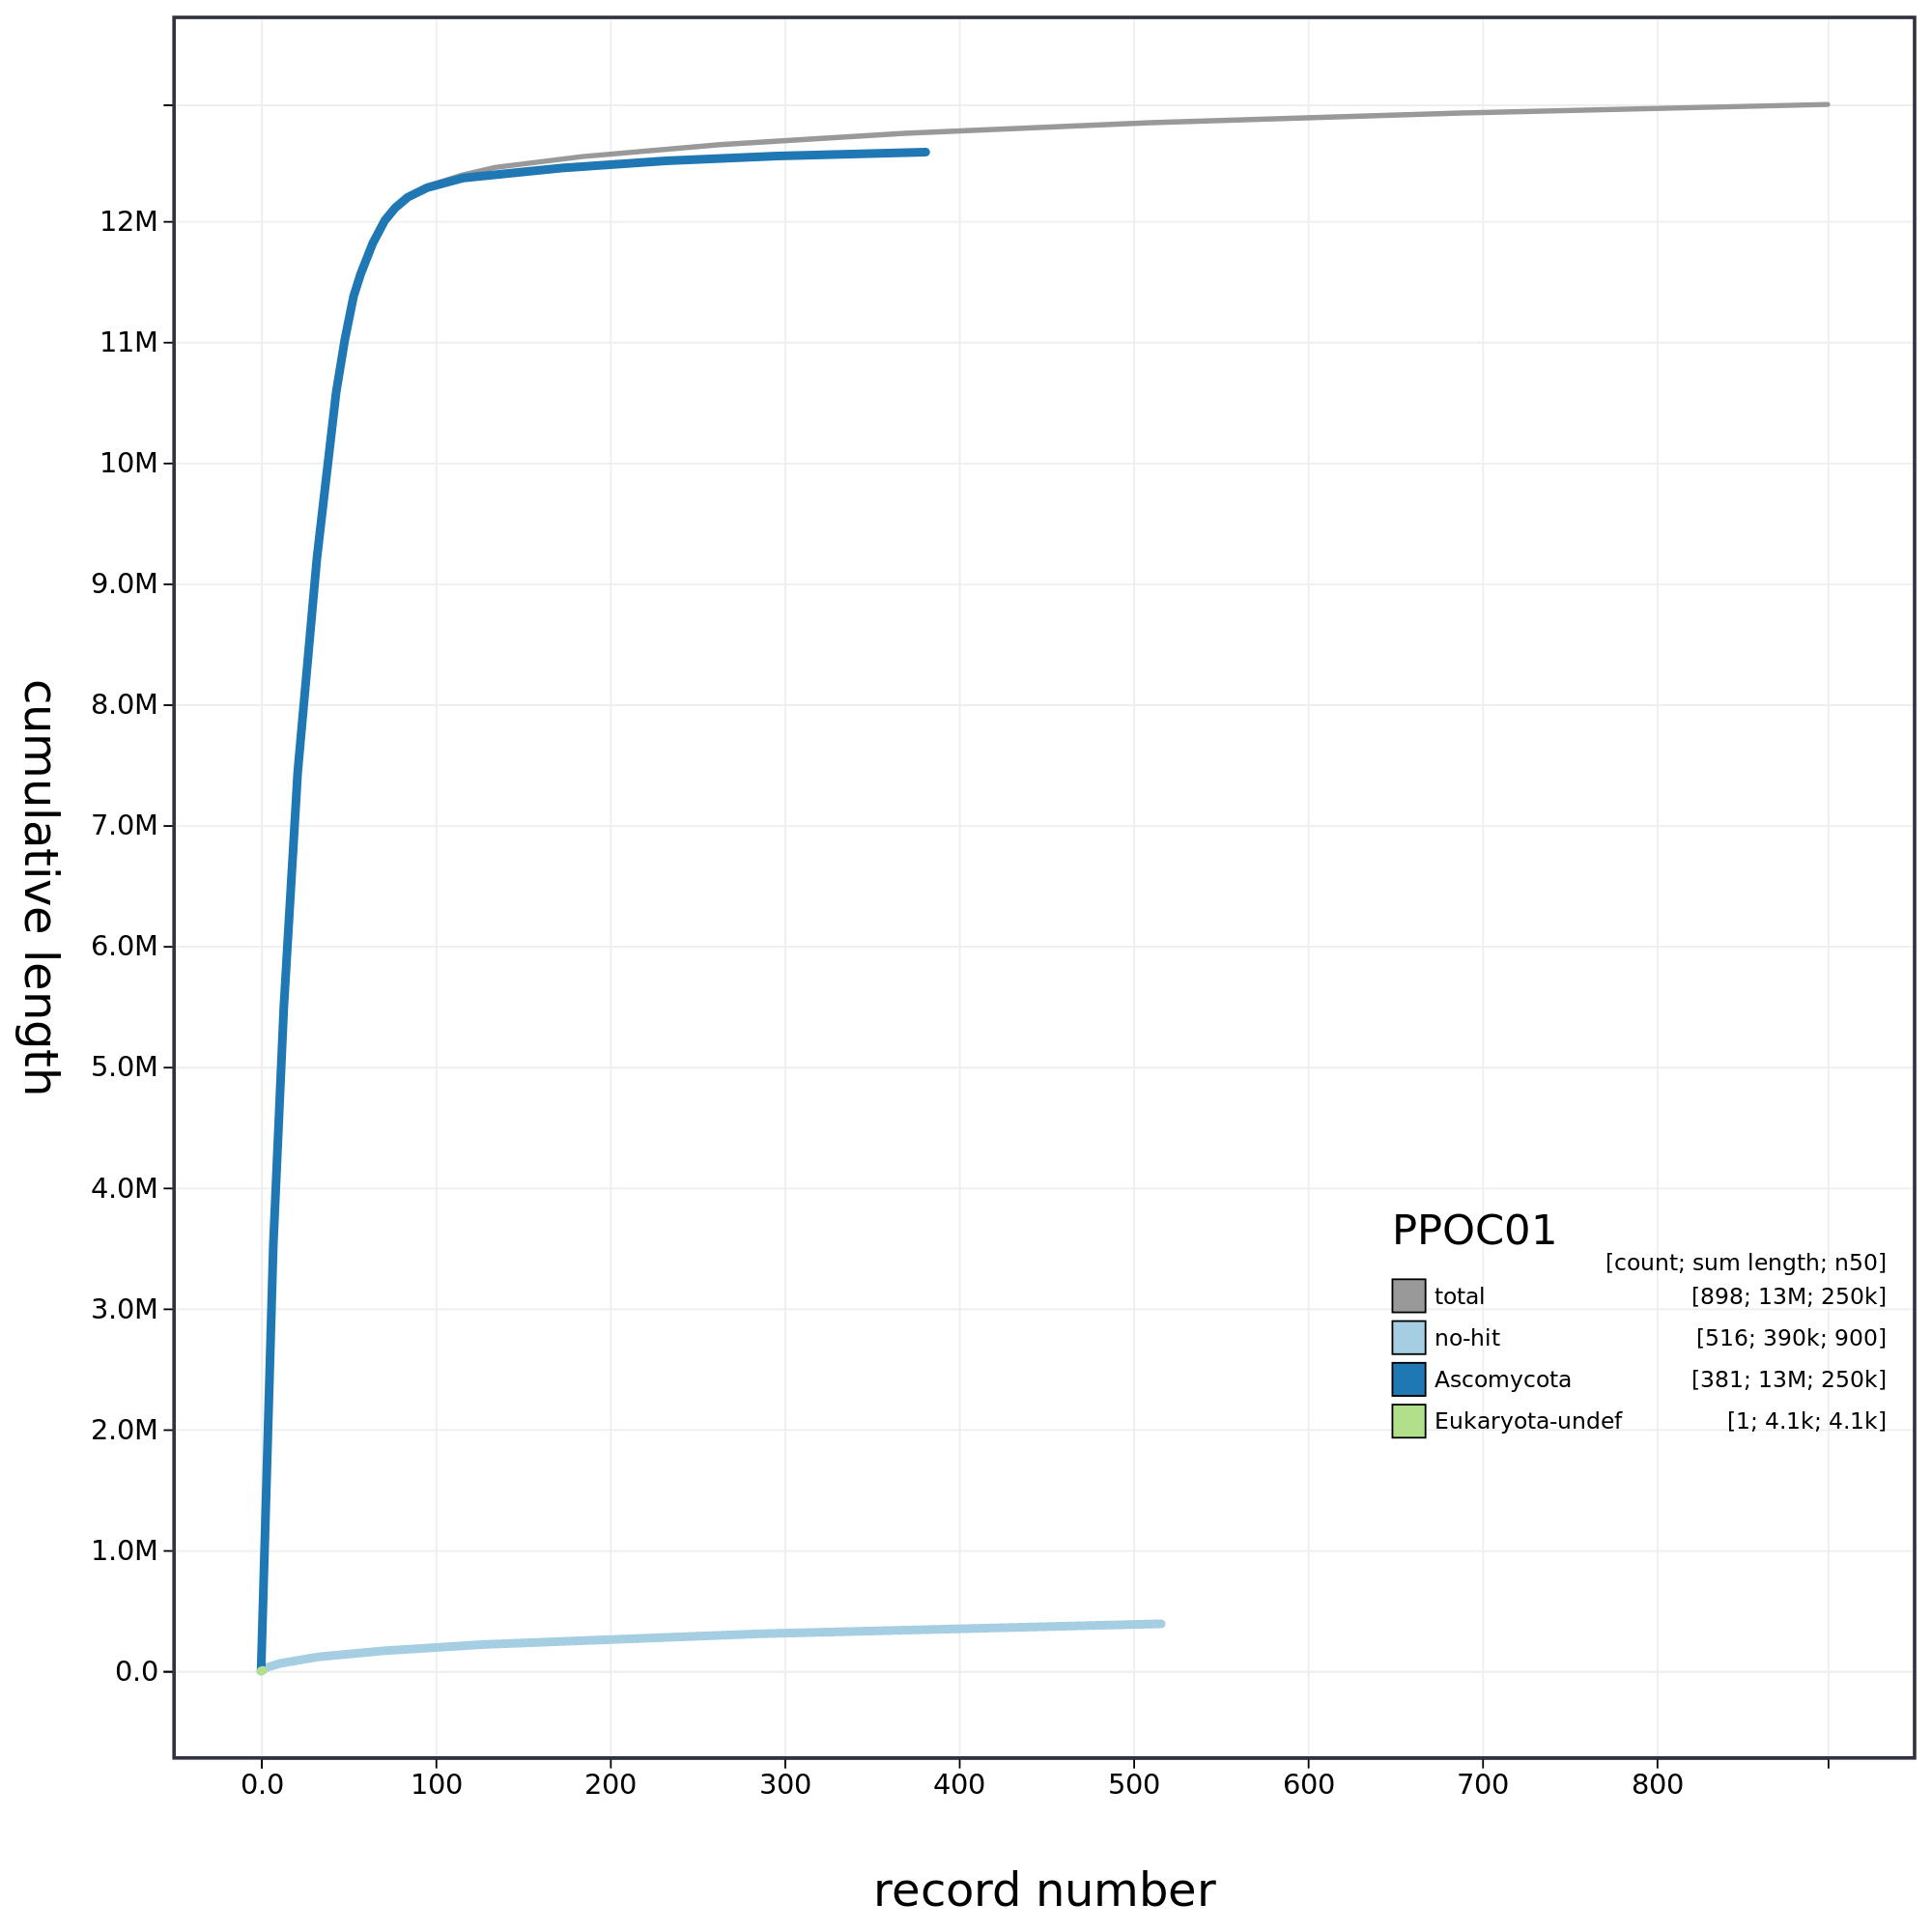 12M
11M
10M
9.0M
8.0M
7.0M
6.0M
5.0M
4.0M
3.0M
2.0M
1.0M
0.0
cumulative length
PPOC01
[count; sum length; n50]
total [898; 13M; 250k]
no-hit [516; 390k; 900]
Ascomycota [381; 13M; 250k]
Eukaryota-undef [1; 4.1k; 4.1k]
0.0 100 200 300 400 500 600 700 800
record number